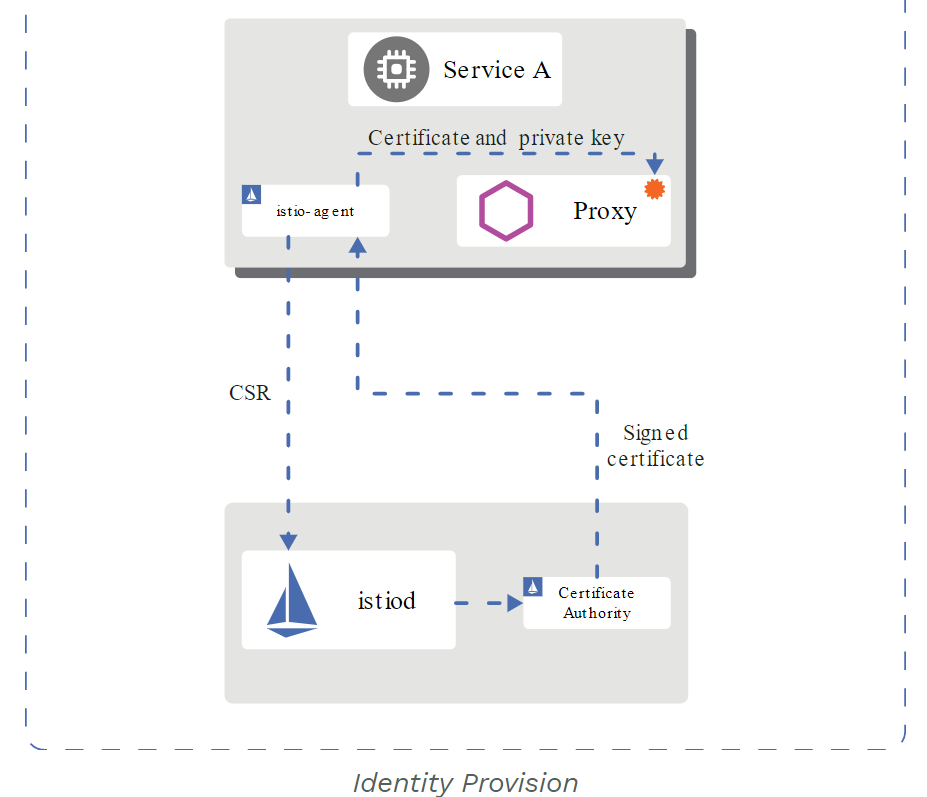 Service A
Certificate and private key
istio-agent
Proxy
CSR
Signed
certificate
istiod
Certificate
Authority
Identity Provision